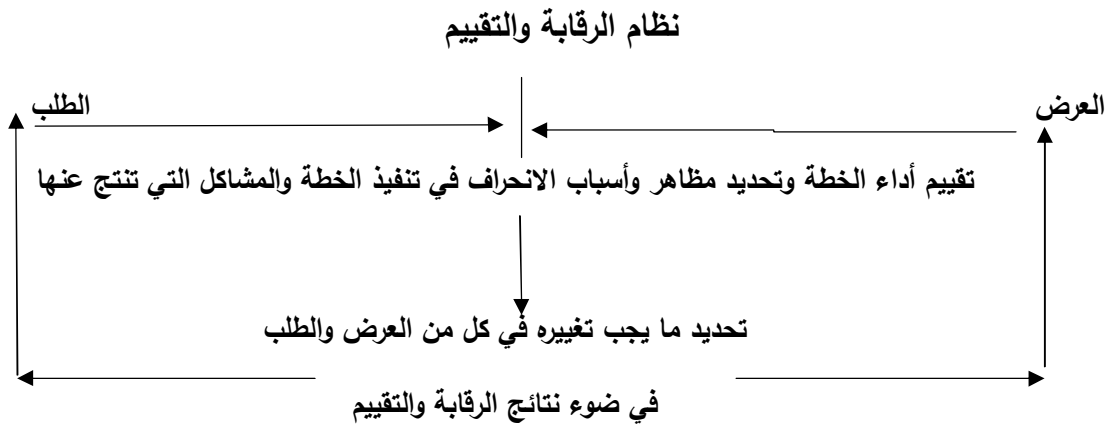 نظام الرقابة والتقييم
العرض
الطلب
تقييم أداء الخطة وتحديد مظاهر وأسباب الانحراف في تنفيذ الخطة والمشاكل التي تنتج عنها
تحديد ما يجب تغييره في كل من العرض والطلب
في ضوء نتائج الرقابة والتقييم